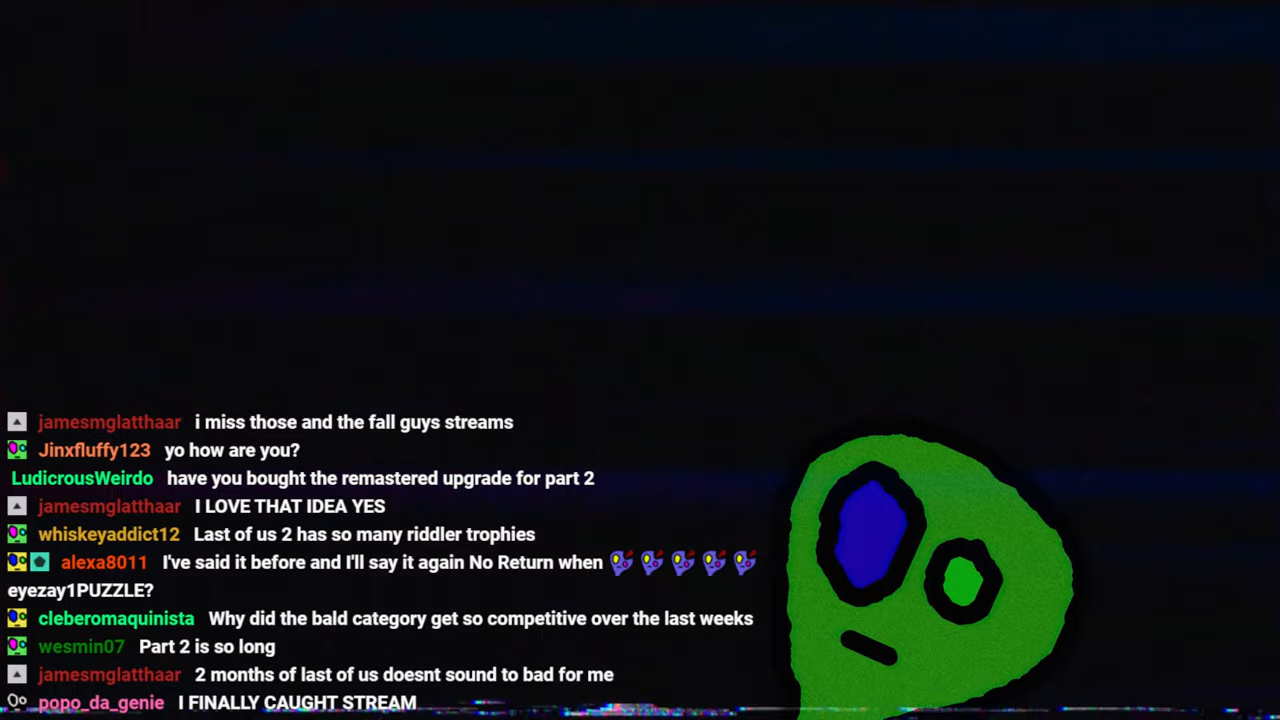 jamesmglatthaar i miss those and the fall guys streams
Jinxfluffy123 yo how are you?
LudicrousWeirdo have you bought the remastered upgrade for part 2
jamesmglatthaar I LOVE THAT IDEA YES
whiskeyaddict12 Last of us 2 has so many riddler trophies
alexa8011 I've said it before and I'll say it again No Return when
eyezay1PUZZLE?
cleberomaquinista Why did the bald category get so competitive over the last weeks
wesmin07 Part 2 is so long
jamesmglatthaar 2 months of last of us doesnt sound to bad for me
popo_da_genie I FINALLY CAUGHT STREAM